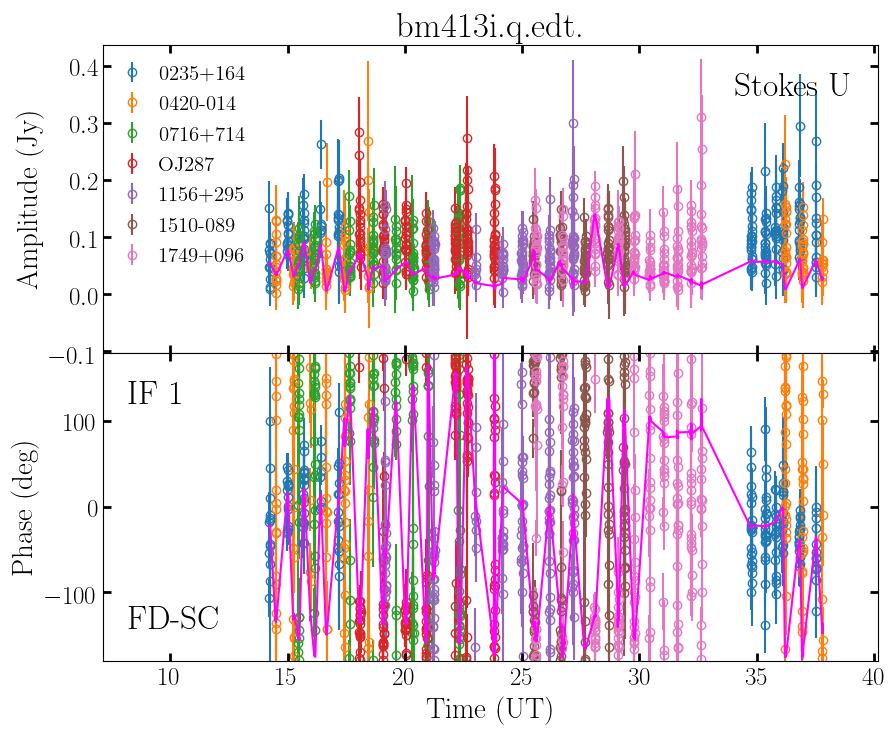 bm413i.q.edt.
Stokes U
0235+164
0420-014
0716+714
OJ287
1156+295
1510-089
1749+096
Amplitude (Jy)
0.4
0.3
0.2
0.1
0.0
−0.1
IF 1
FD-SC
Phase (deg)
100
0
−100
10 15 20 25 30 35 40
Time (UT)